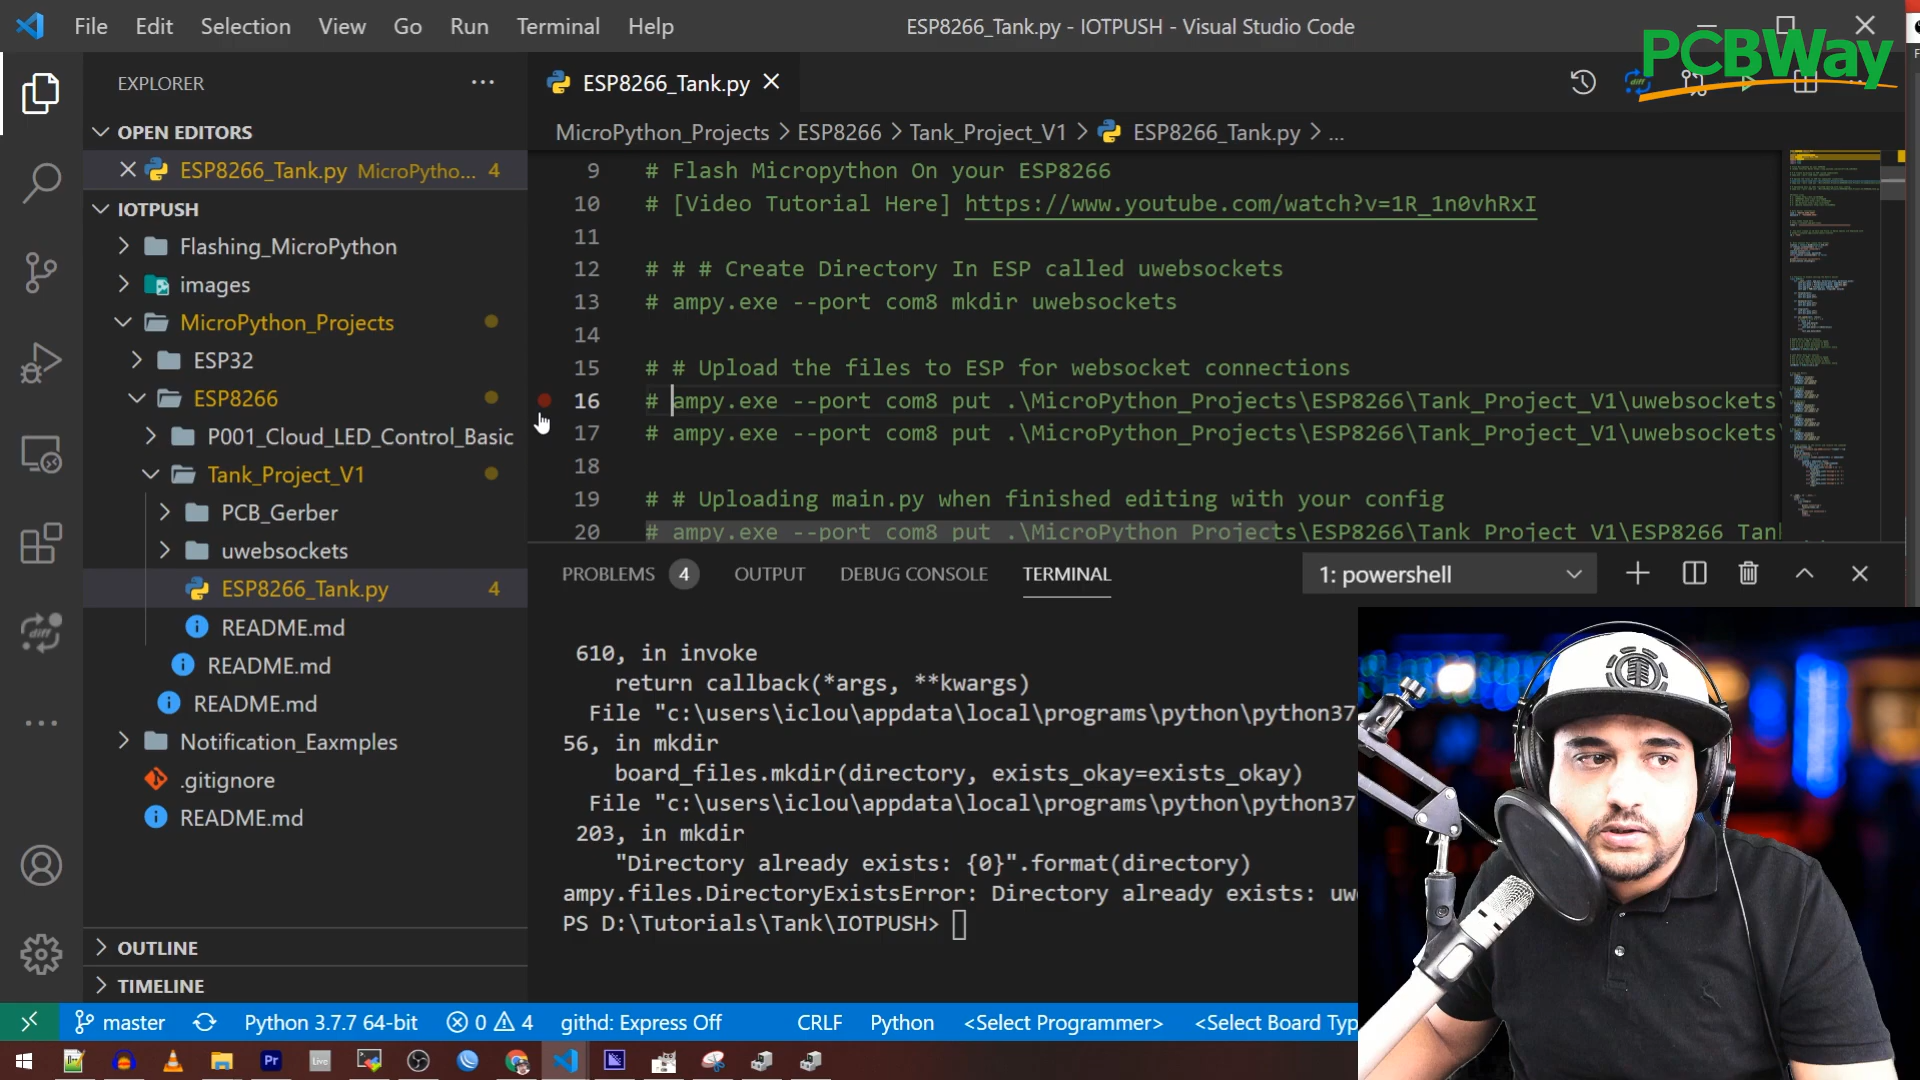 File Edit Selection View Go Run Terminal Help
ESP8266_Tank.py - IOTPUSH - Visual Studio Code
PCBWay
EXPLORER
OPEN EDITORS
ESP8266_Tank.py MicroPytho... 4
IOTPUSH
Flashing_MicroPython
images
MicroPython_Projects
ESP32
ESP8266
P001_Cloud_LED_Control_Basic
Tank_Project_V1
PCB_Gerber
uwebsockets
ESP8266_Tank.py 4
README.md
README.md
README.md
Notification_Eaxmples
.gitignore
README.md
OUTLINE
TIMELINE
ESP8266_Tank.py
MicroPython_Projects > ESP8266 > Tank_Project_V1 > ESP8266_Tank.py > ...
9 # Flash Micropython On your ESP8266
10 # [Video Tutorial Here] https://www.youtube.com/watch?v=1R_1n0vhRxI
11
12 # # # Create Directory In ESP called uwebsockets
13 # ampy.exe --port com8 mkdir uwebsockets
14
15 # # Upload the files to ESP for websocket connections
16 # ampy.exe --port com8 put .\MicroPython_Projects\ESP8266\Tank_Project_V1\uwebsockets\
17 # ampy.exe --port com8 put .\MicroPython_Projects\ESP8266\Tank_Project_V1\uwebsockets
18
19 # # Uploading main.py when finished editing with your config
20 # ampy.exe --port com8 put .\MicroPython_Projects\ESP8266\Tank_Project_V1\ESP8266_Tan
PROBLEMS 4 OUTPUT DEBUG CONSOLE TERMINAL
1: powershell
610, in invoke
return callback(*args, **kwargs)
File "c:\users\iclou\appdata\local\programs\python\python37
56, in mkdir
board_files.mkdir(directory, exists_okay=exists_okay)
File "c:\users\iclou\appdata\local\programs\python\python37
203, in mkdir
"Directory already exists: {0}".format(directory)
ampy.files.DirectoryExistsError: Directory already exists: uw
PS D:\Tutorials\Tank\IOTPUSH>
master Python 3.7.7 64-bit 0 4 githd: Express Off CRLF Python <Select Programmer> <Select Board Typ
Pr
Live